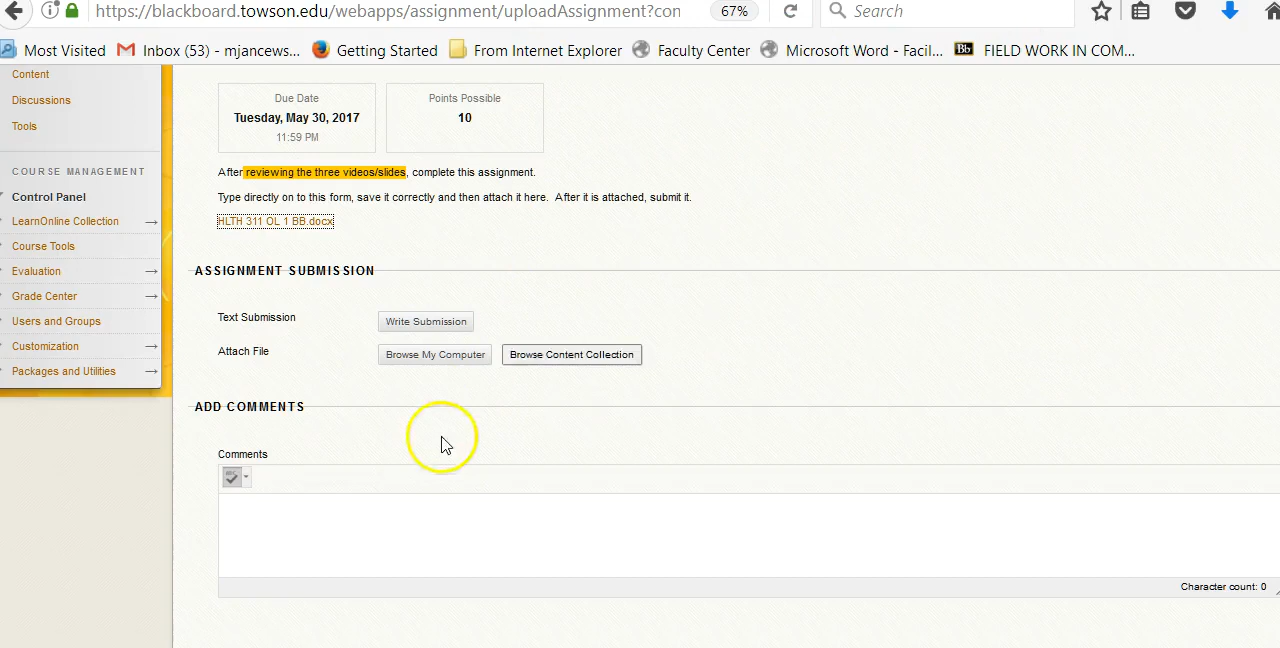 https://blackboard.towson.edu/webapps/assignment/uploadAssignment?con 67% Search
Most Visited Inbox (53) - mjancews... Getting Started From Internet Explorer Faculty Center Microsoft Word - Facil... Bb FIELD WORK IN COM...
Content
Discussions
Tools
COURSE MANAGEMENT
Control Panel
LearnOnline Collection
Course Tools
Evaluation
Grade Center
Users and Groups
Customization
Packages and Utilities
Due Date
Tuesday, May 30, 2017
11:59 PM
Points Possible
10
After reviewing the three videos/slides, complete this assignment.
Type directly on to this form, save it correctly and then attach it here. After it is attached, submit it.
HLTH 311 OL 1 BB.docx
ASSIGNMENT SUBMISSION
Text Submission Write Submission
Attach File Browse My Computer Browse Content Collection
ADD COMMENTS
Comments
Character count: 0